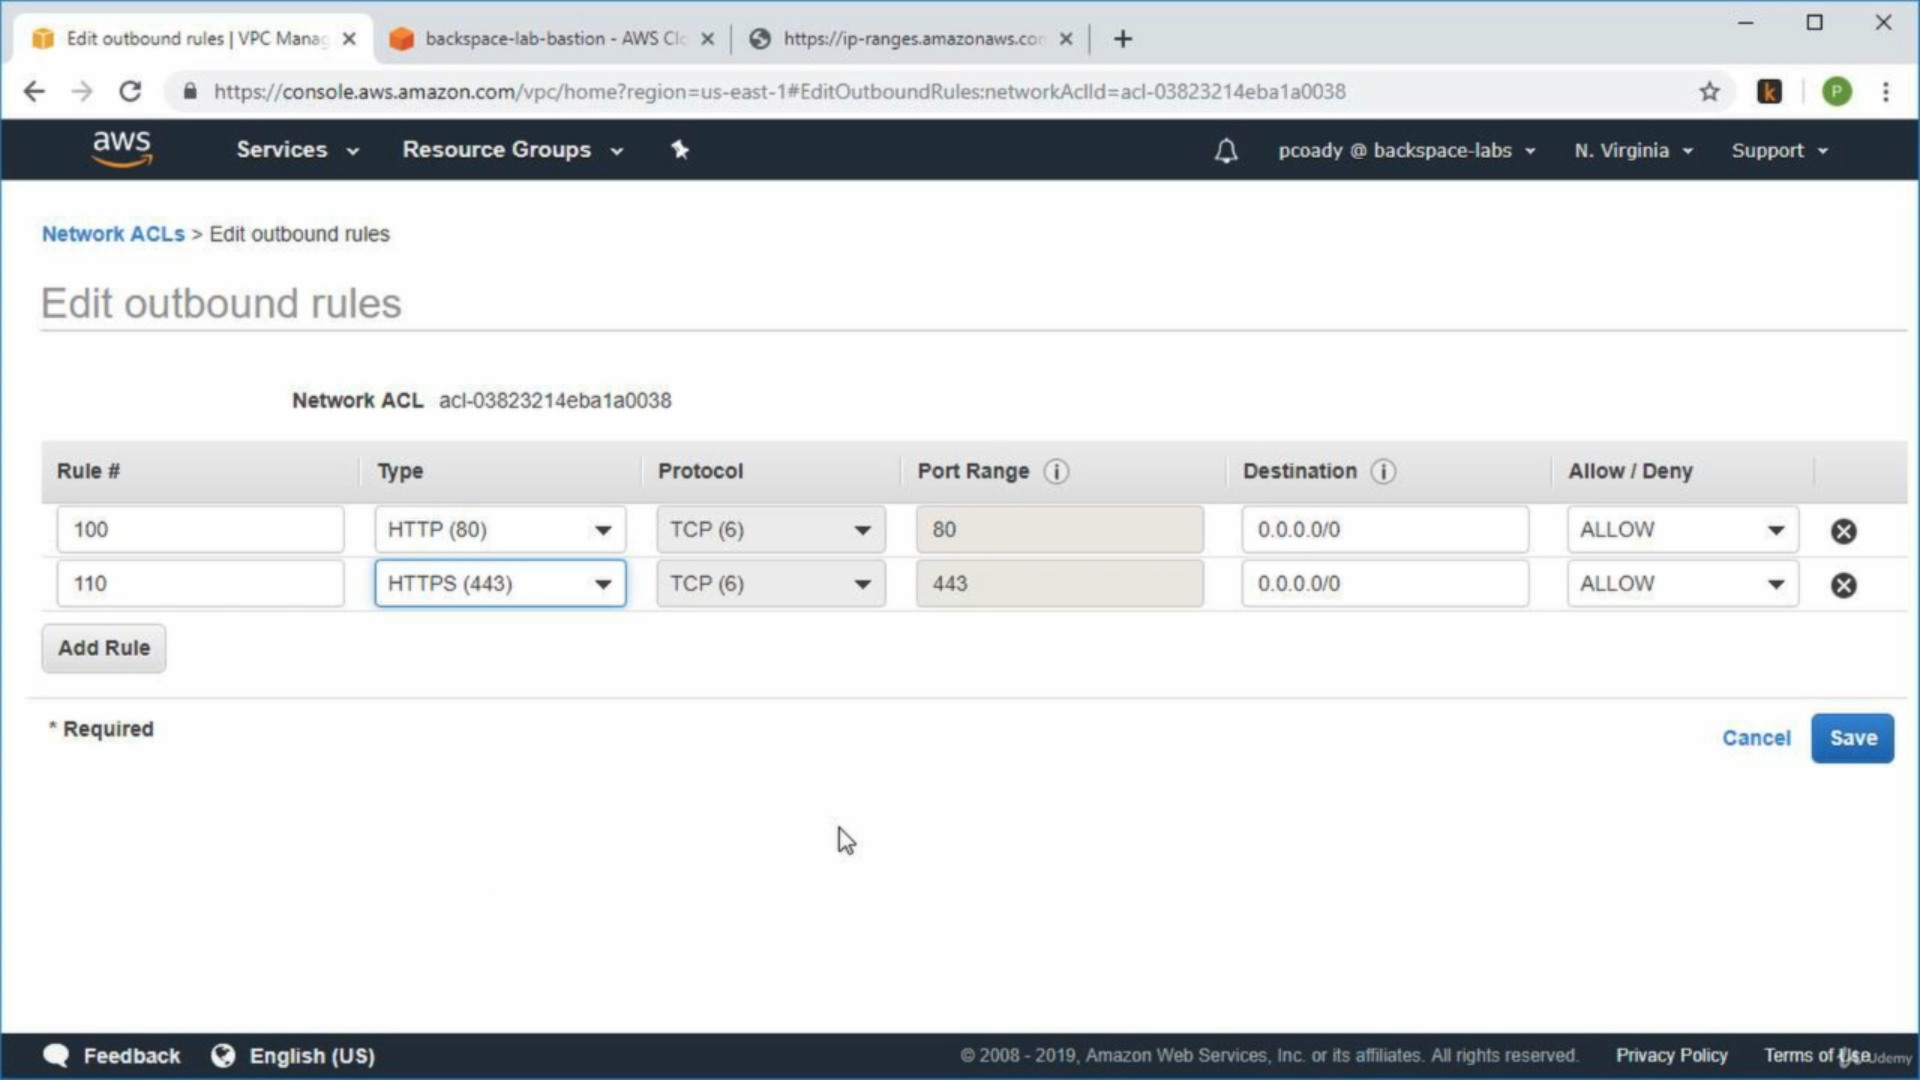 Edit outbound rules | VPC Manag
backspace-lab-bastion - AWS Clo
https://ip-ranges.amazonaws.con
https://console.aws.amazon.com/vpc/home?region=us-east-1#EditOutboundRules:networkAclId=acl-03823214eba1a0038
k
P
aws
Services
Resource Groups
pcoady @ backspace-labs
N. Virginia
Support
Network ACLs > Edit outbound rules
Edit outbound rules
Network ACL acl-03823214eba1a0038
Rule # Type Protocol Port Range i Destination i Allow / Deny
100 HTTP (80) TCP (6) 80 0.0.0.0/0 ALLOW
110 HTTPS (443) TCP (6) 443 0.0.0.0/0 ALLOW
Add Rule
* Required
Cancel
Save
Feedback
English (US)
© 2008 - 2019, Amazon Web Services, Inc. or its affiliates. All rights reserved.
Privacy Policy
Terms of Use
Udemy